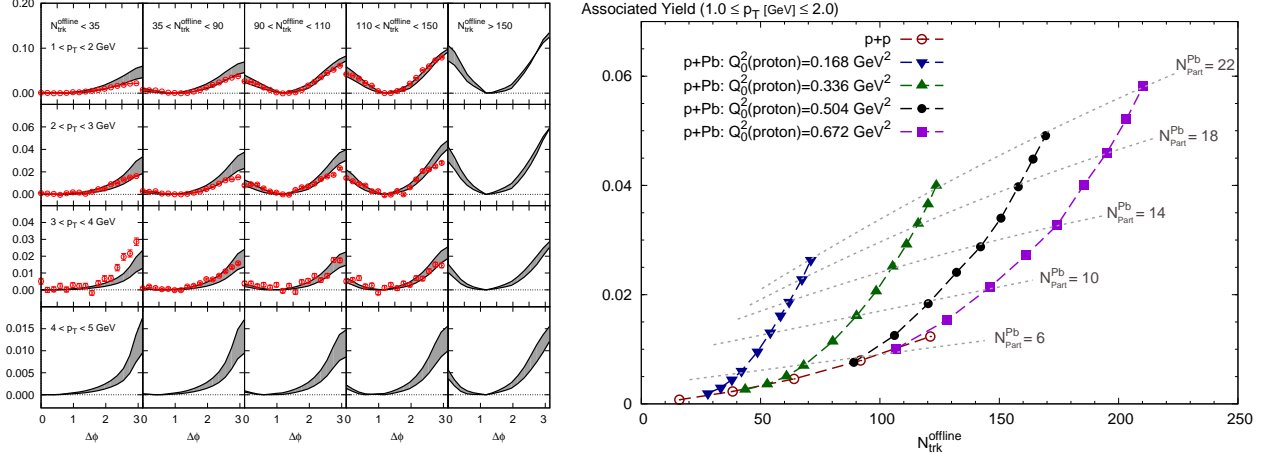 N_trk^offline < 35
35 < N_trk^offline < 90
90 < N_trk^offline < 110
110 < N_trk^offline < 150
N_trk^offline > 150
1 < p_T < 2 GeV
0.20
0.10
0.00
2 < p_T < 3 GeV
0.06
0.04
0.02
0.00
3 < p_T < 4 GeV
0.04
0.03
0.02
0.01
0.00
4 < p_T < 5 GeV
0.015
0.010
0.005
0.000
0 1 2 3 0 1 2 3 0 1 2 3 0 1 2 3 0 1 2 3
Δϕ Δϕ Δϕ Δϕ Δϕ
Associated Yield (1.0 ≤ p_T [GeV] ≤ 2.0)
p+p
p+Pb: Q_0^2(proton)=0.168 GeV^2
p+Pb: Q_0^2(proton)=0.336 GeV^2
p+Pb: Q_0^2(proton)=0.504 GeV^2
p+Pb: Q_0^2(proton)=0.672 GeV^2
N_Part^Pb = 22
N_Part^Pb = 18
N_Part^Pb = 14
N_Part^Pb = 10
N_Part^Pb = 6
0.06
0.04
0.02
0
0 50 100 150 200 250
N_trk^offline